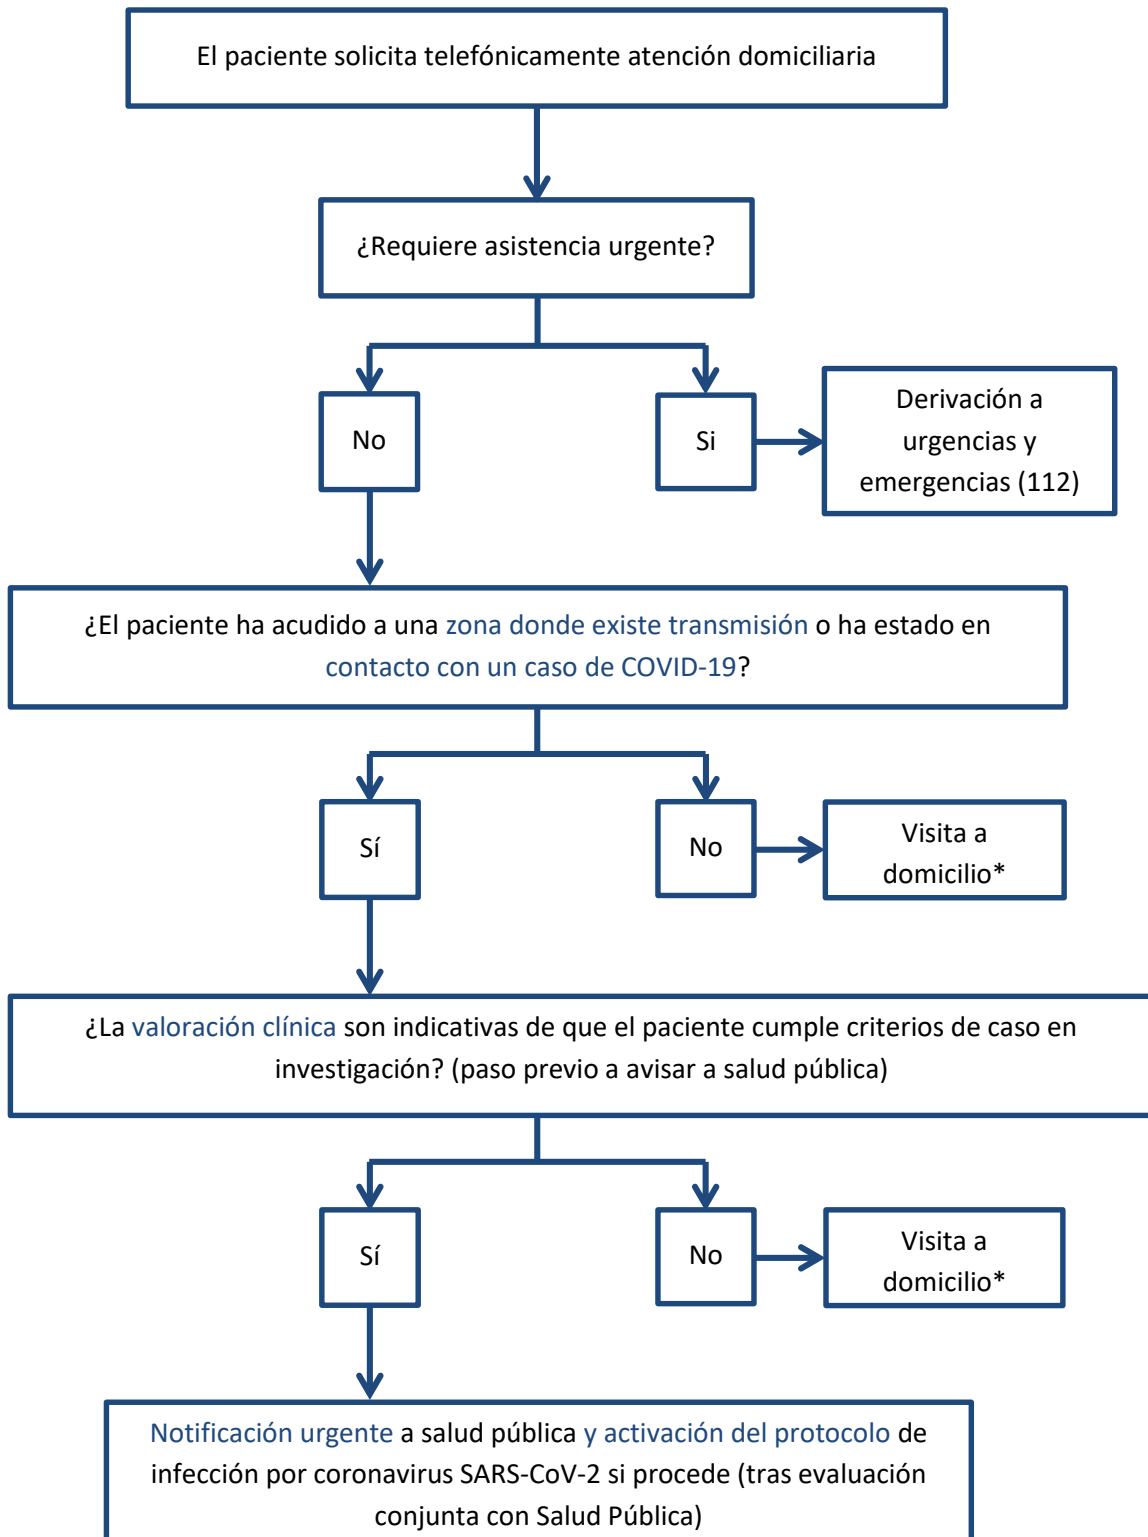 El paciente solicita telefónicamente atención domiciliaria
¿Requiere asistencia urgente?
No
Si
Derivación a
urgencias y
emergencias (112)
¿El paciente ha acudido a una zona donde existe transmisión o ha estado en
contacto con un caso de COVID-19?
Sí
No
Visita a
domicilio*
¿La valoración clínica son indicativas de que el paciente cumple criterios de caso en
investigación? (paso previo a avisar a salud pública)
Sí
No
Visita a
domicilio*
Notificación urgente a salud pública y activación del protocolo de
infección por coronavirus SARS-CoV-2 si procede (tras evaluación
conjunta con Salud Pública)